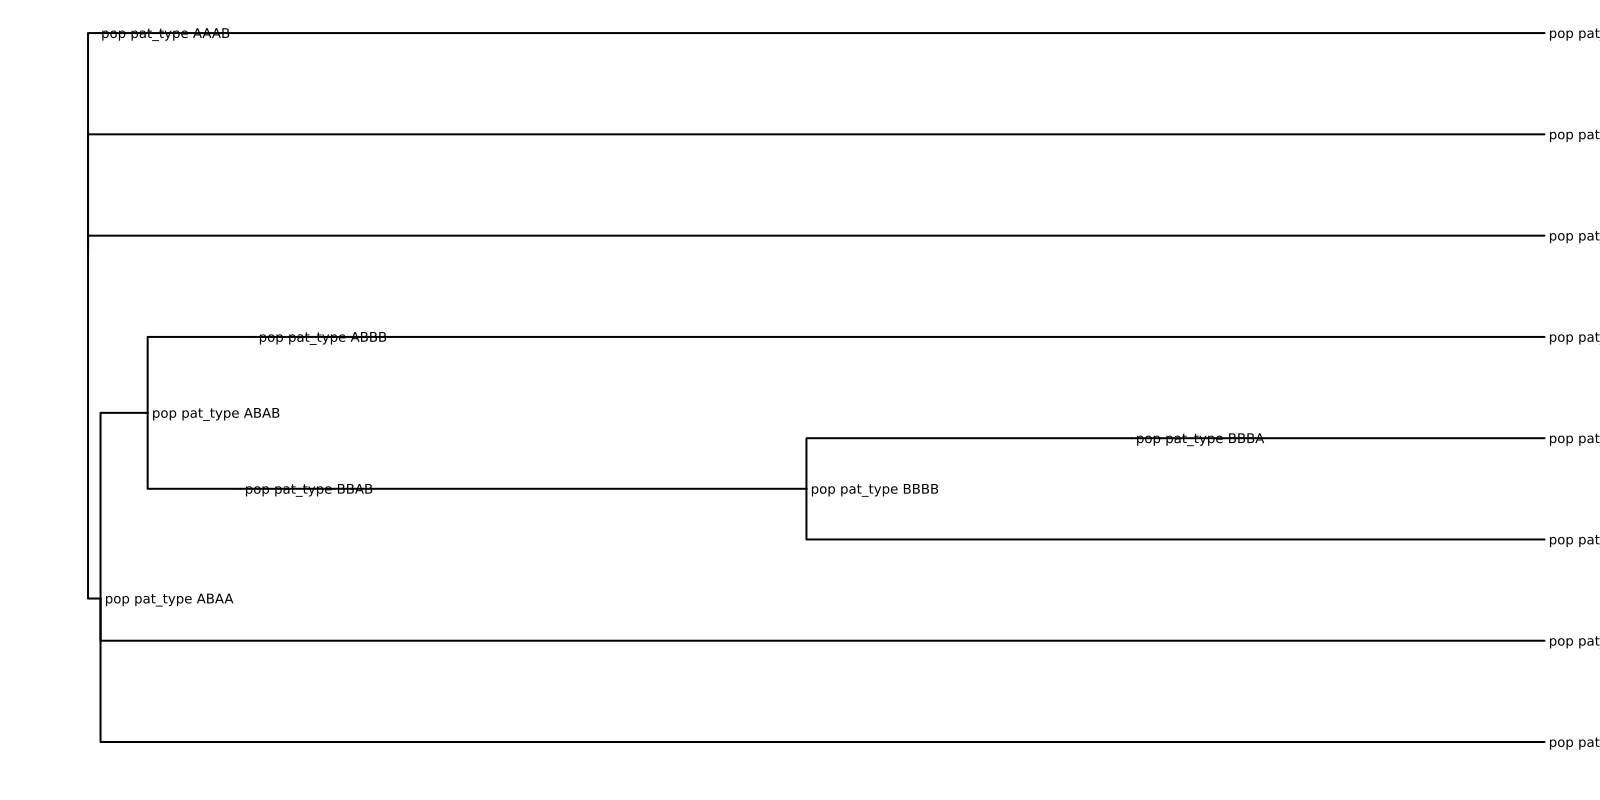 pop pat_type AAAB pop pat
pop pat
pop pat
pop pat_type ABBB pop pat
pop pat_type ABAB
pop pat_type BBBA pop pat
pop pat_type BBAB pop pat_type BBBB
pop pat
pop pat_type ABAA
pop pat
pop pat